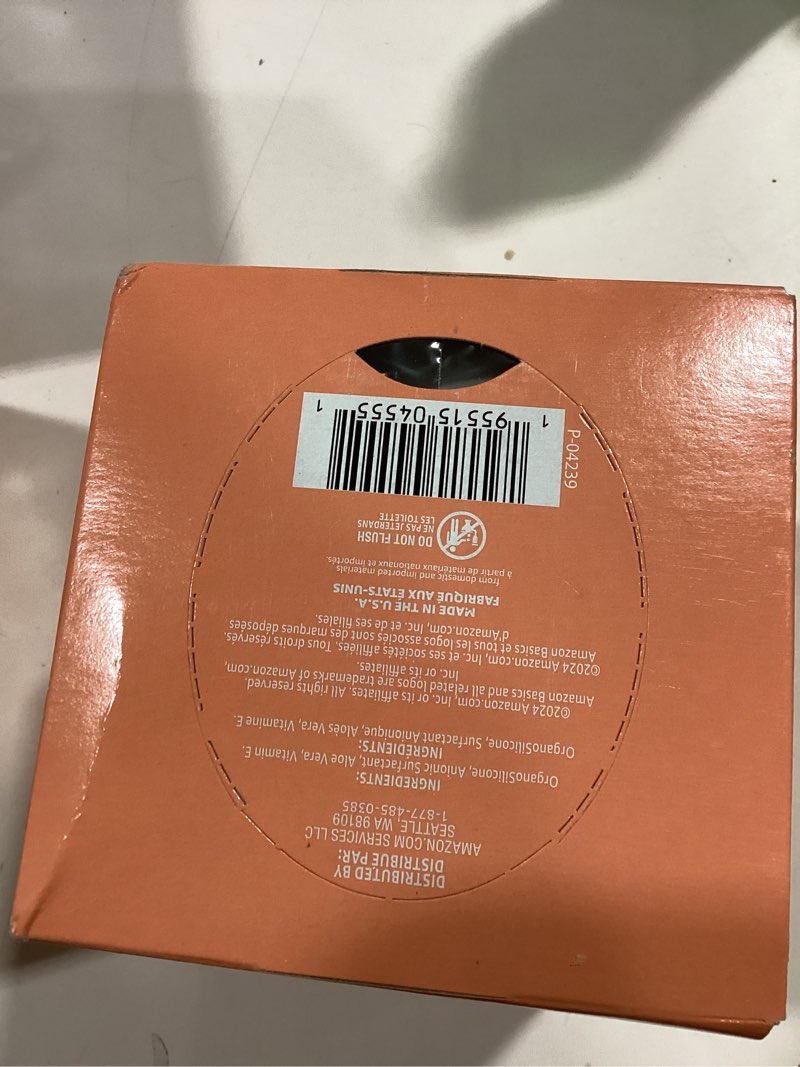 DISTRIBUTED BY
DISTRIBUÉ PAR:
AMAZON.COM SERVICES LLC
SEATTLE, WA 98109
1-877-485-0385
INGREDIENTS:
OrganoSilicone, Anionic Surfactant, Aloe Vera, Vitamin E.
INGRÉDIENTS:
OrganoSilicone, Surfactant Anionique, Aloès Vera, Vitamine E.
©2024 Amazon.com, Inc. or its affiliates. All rights reserved.
Amazon Basics and all related logos are trademarks of Amazon.com,
Inc. or its affiliates.
©2024 Amazon.com, Inc. et ses sociétés affiliées. Tous droits réservés.
Amazon Basics et tous les logos associés sont des marques déposées
d'Amazon.com, Inc. et de ses filiales.
MADE IN THE U.S.A.
FABRIQUÉ AUX ÉTATS-UNIS
from domestic and imported materials
à partir de matériaux nationaux et importés.
DO NOT FLUSH
NE PAS JETER DANS
LES TOILETTE
P-04239
1 95515 04555 1